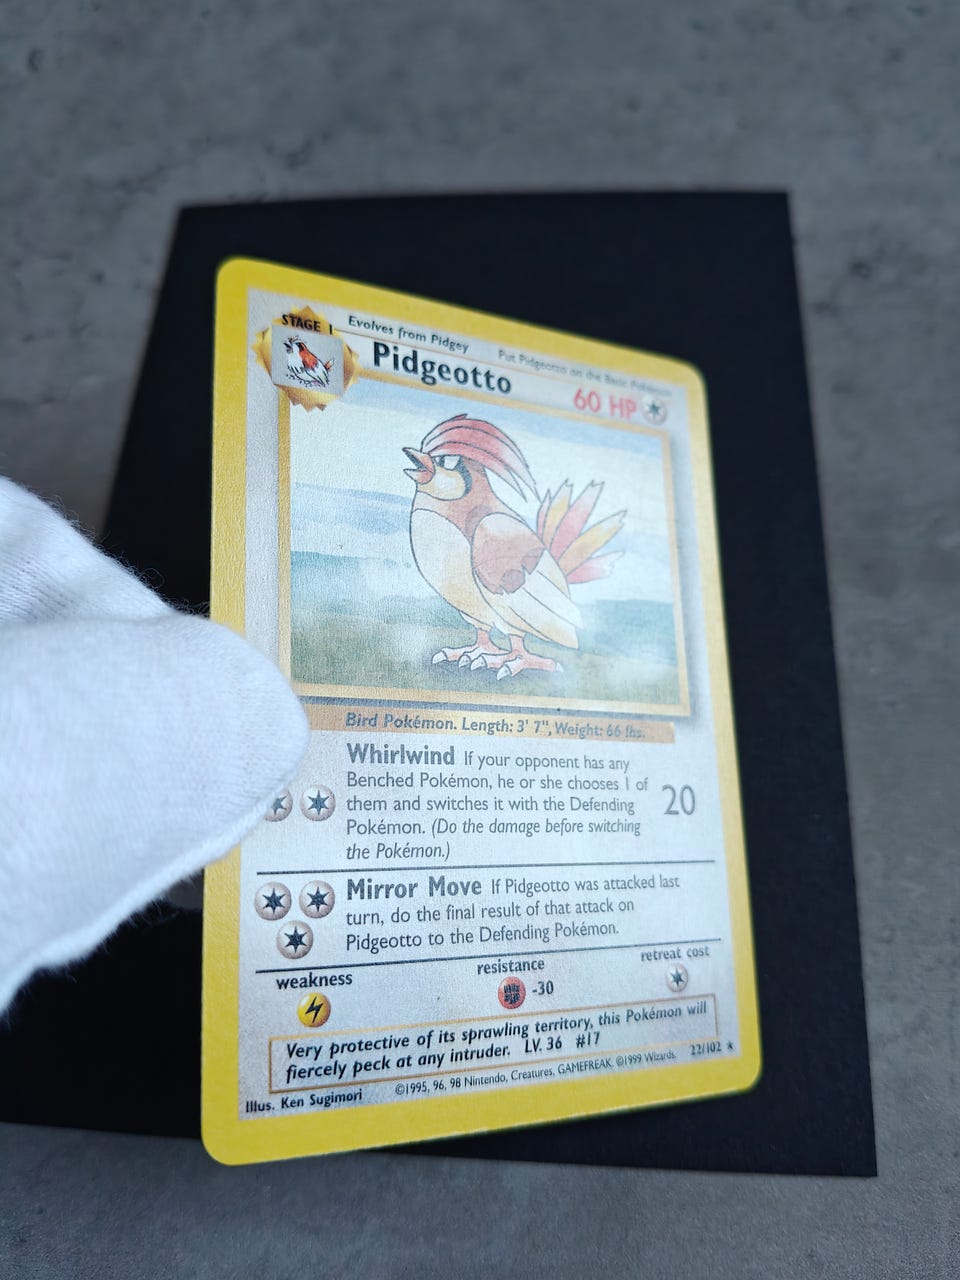 STAGE 1
Evolves from Pidgey
Put Pidgeotto on the Basic Pokémon
Pidgeotto
60 HP
Bird Pokémon. Length: 3' 7", Weight: 66 lbs.
Whirlwind If your opponent has any
Benched Pokémon, he or she chooses 1 of
them and switches it with the Defending
Pokémon. (Do the damage before switching
the Pokémon.)
20
Mirror Move If Pidgeotto was attacked last
turn, do the final result of that attack on
Pidgeotto to the Defending Pokémon.
weakness
resistance
retreat cost
-30
Very protective of its sprawling territory, this Pokémon will
fiercely peck at any intruder. LV. 36 #17
Illus. Ken Sugimori
©1995, 96, 98 Nintendo, Creatures, GAMEFREAK. ©1999 Wizards.
22/102 ★